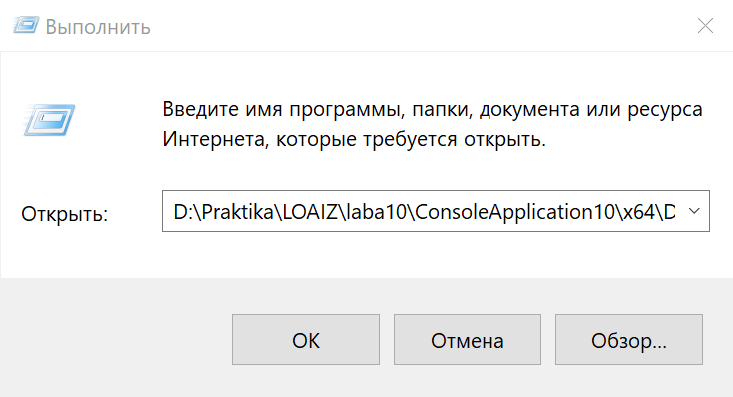 Выполнить
Введите имя программы, папки, документа или ресурса
Интернета, которые требуется открыть.
Открыть: D:\Praktika\LOAIZ\laba10\ConsoleApplication10\x64\D
ОК Отмена Обзор...